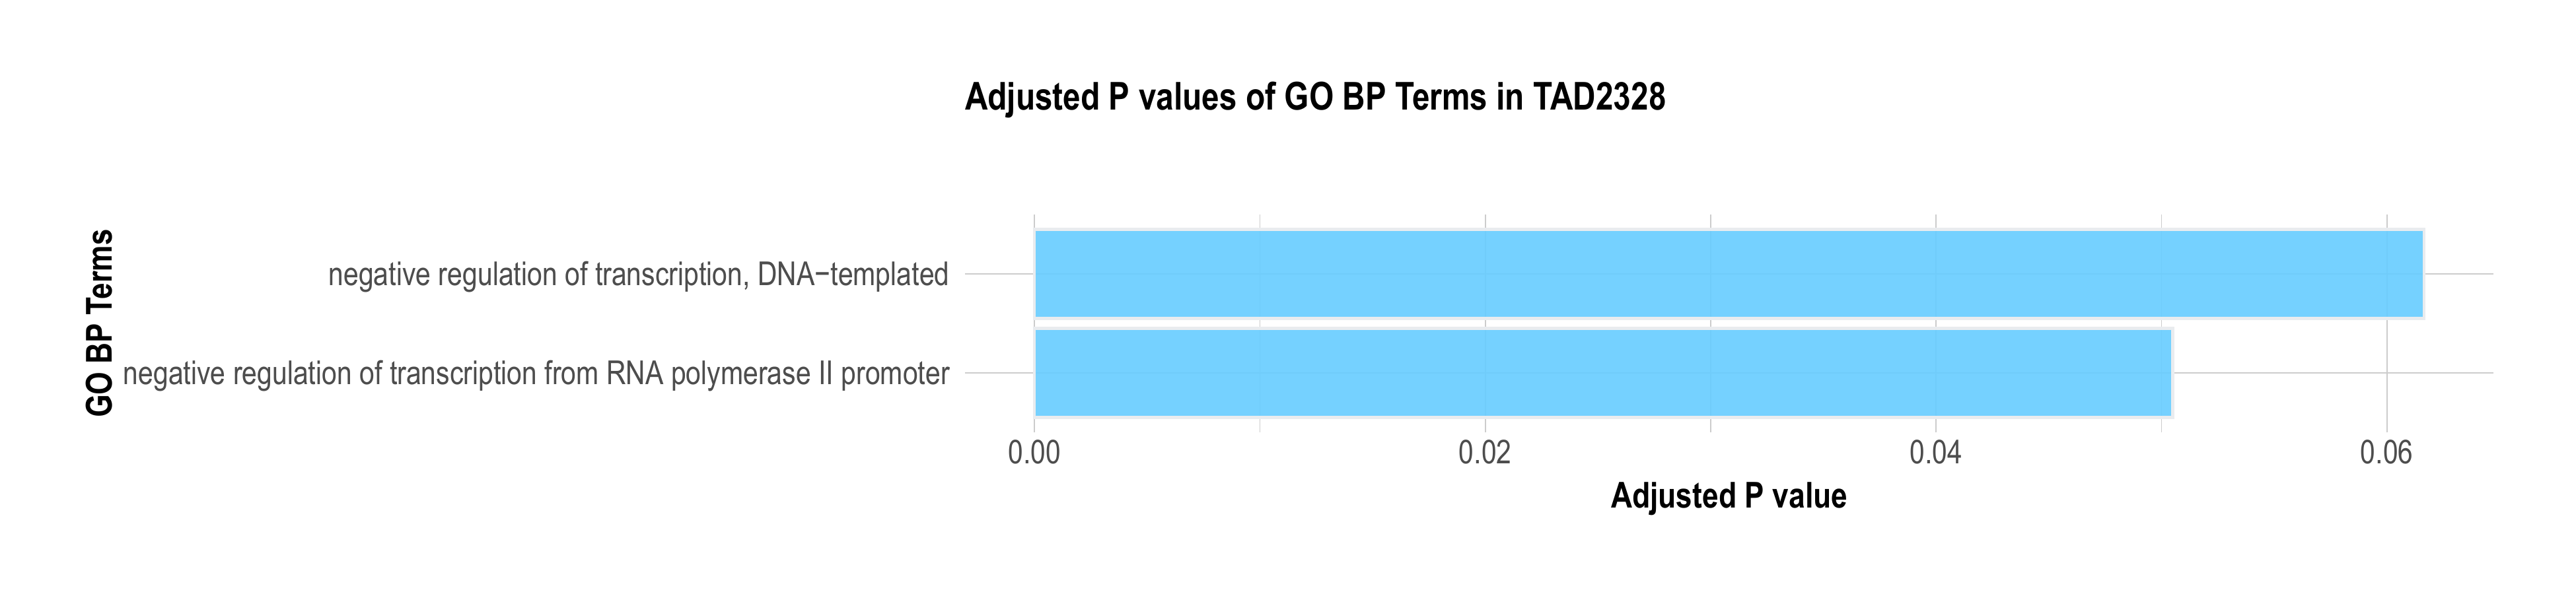 Adjusted P values of GO BP Terms in TAD2328
GO BP Terms
negative regulation of transcription, DNA−templated
negative regulation of transcription from RNA polymerase II promoter
0.00 0.02 0.04 0.06
Adjusted P value